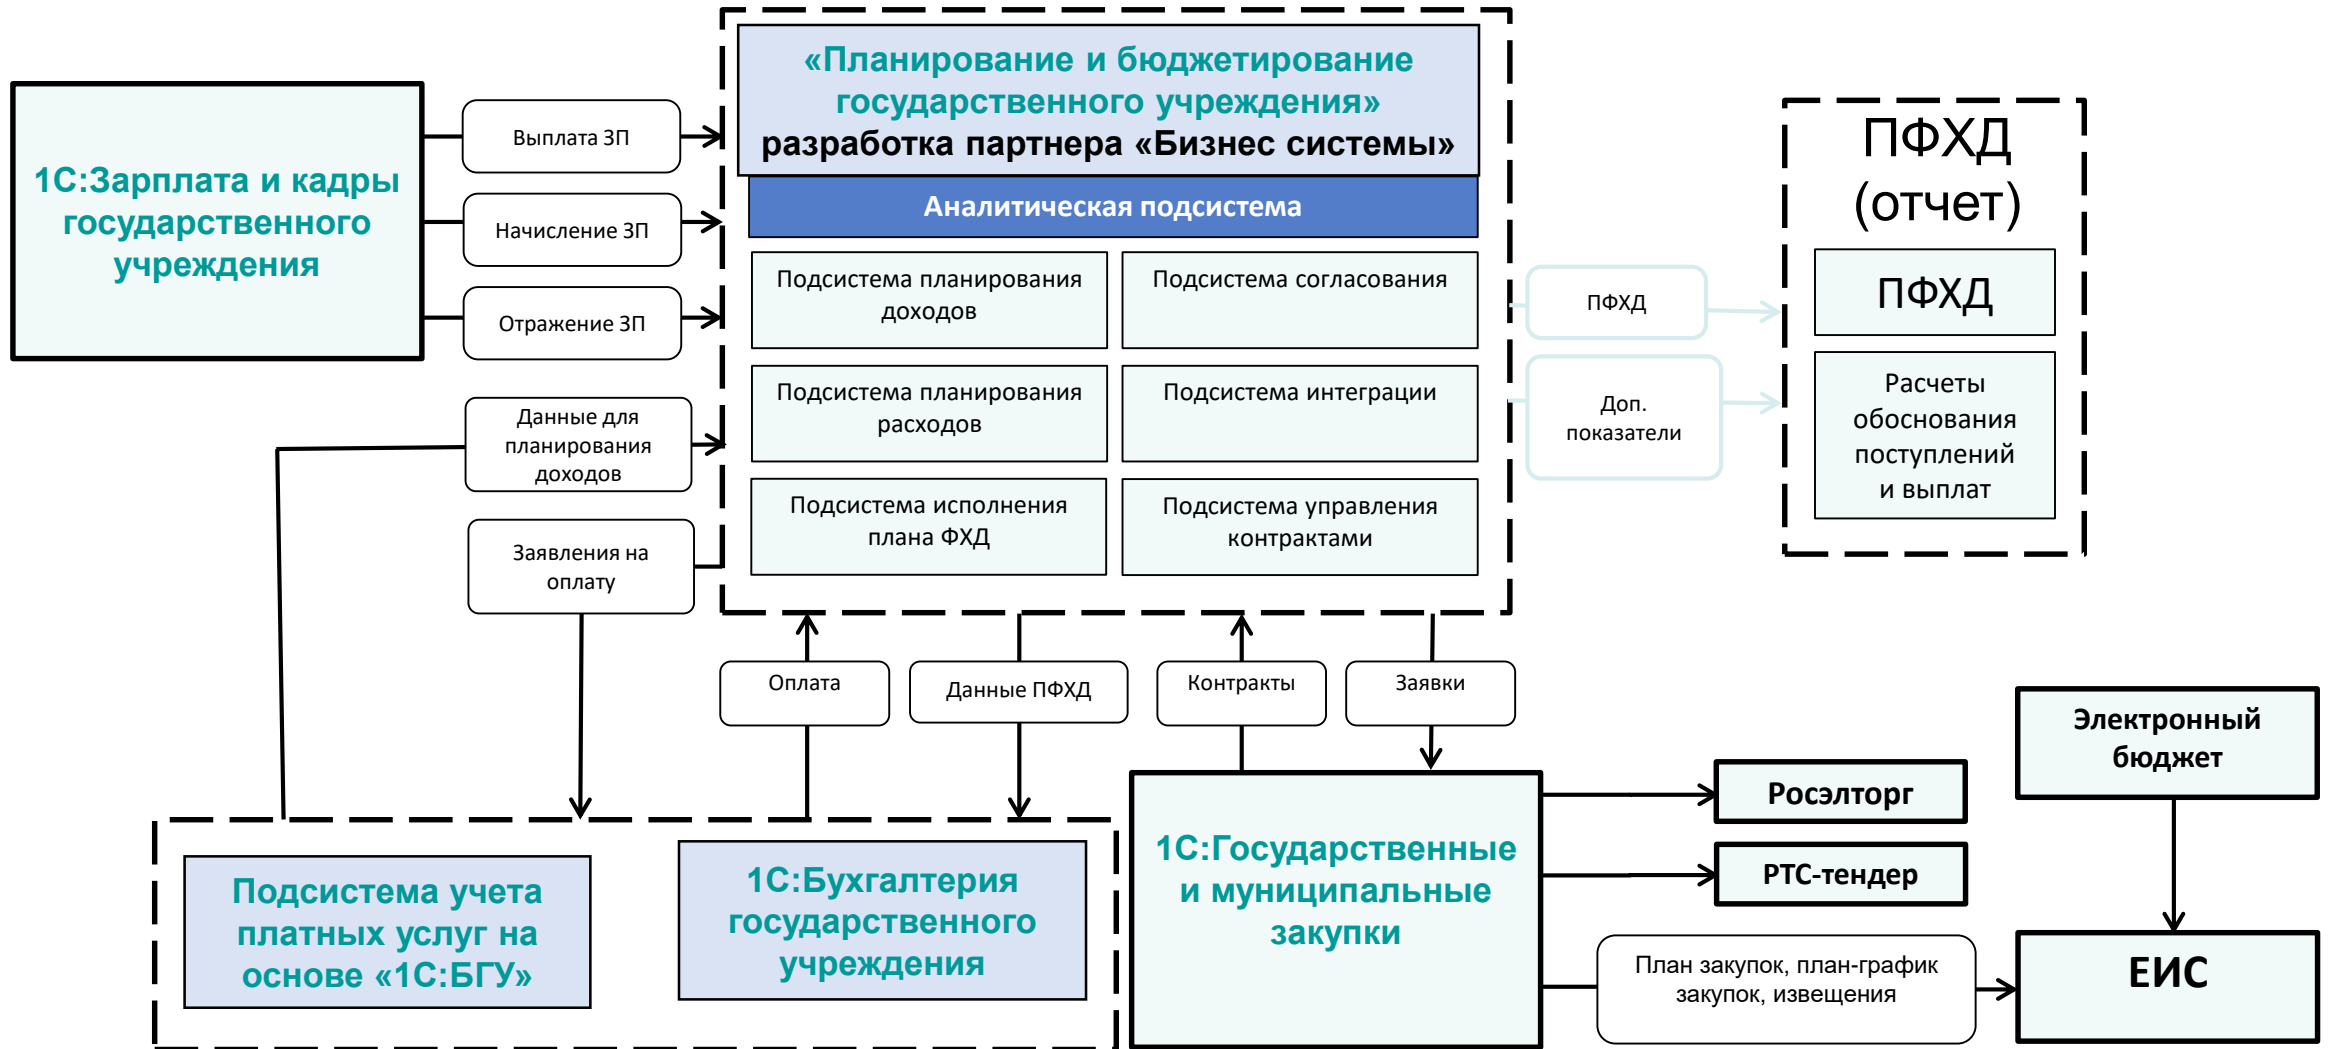 «Планирование и бюджетирование
государственного учреждения»
разработка партнера «Бизнес системы»
Аналитическая подсистема
1С:Зарплата и кадры
государственного
учреждения
Выплата ЗП
Начисление ЗП
Отражение ЗП
Данные для
планирования
доходов
Заявления на
оплату
Подсистема планирования
доходов
Подсистема согласования
Подсистема планирования
расходов
Подсистема интеграции
Подсистема исполнения
плана ФХД
Подсистема управления
контрактами
ПФХД
Доп.
показатели
ПФХД
(отчет)
ПФХД
Расчеты
обоснования
поступлений
и выплат
Оплата
Данные ПФХД
Контракты
Заявки
Подсистема учета
платных услуг на
основе «1С:БГУ»
1С:Бухгалтерия
государственного
учреждения
1С:Государственные
и муниципальные
закупки
Росэлторг
РТС-тендер
План закупок, план-график
закупок, извещения
Электронный
бюджет
ЕИС